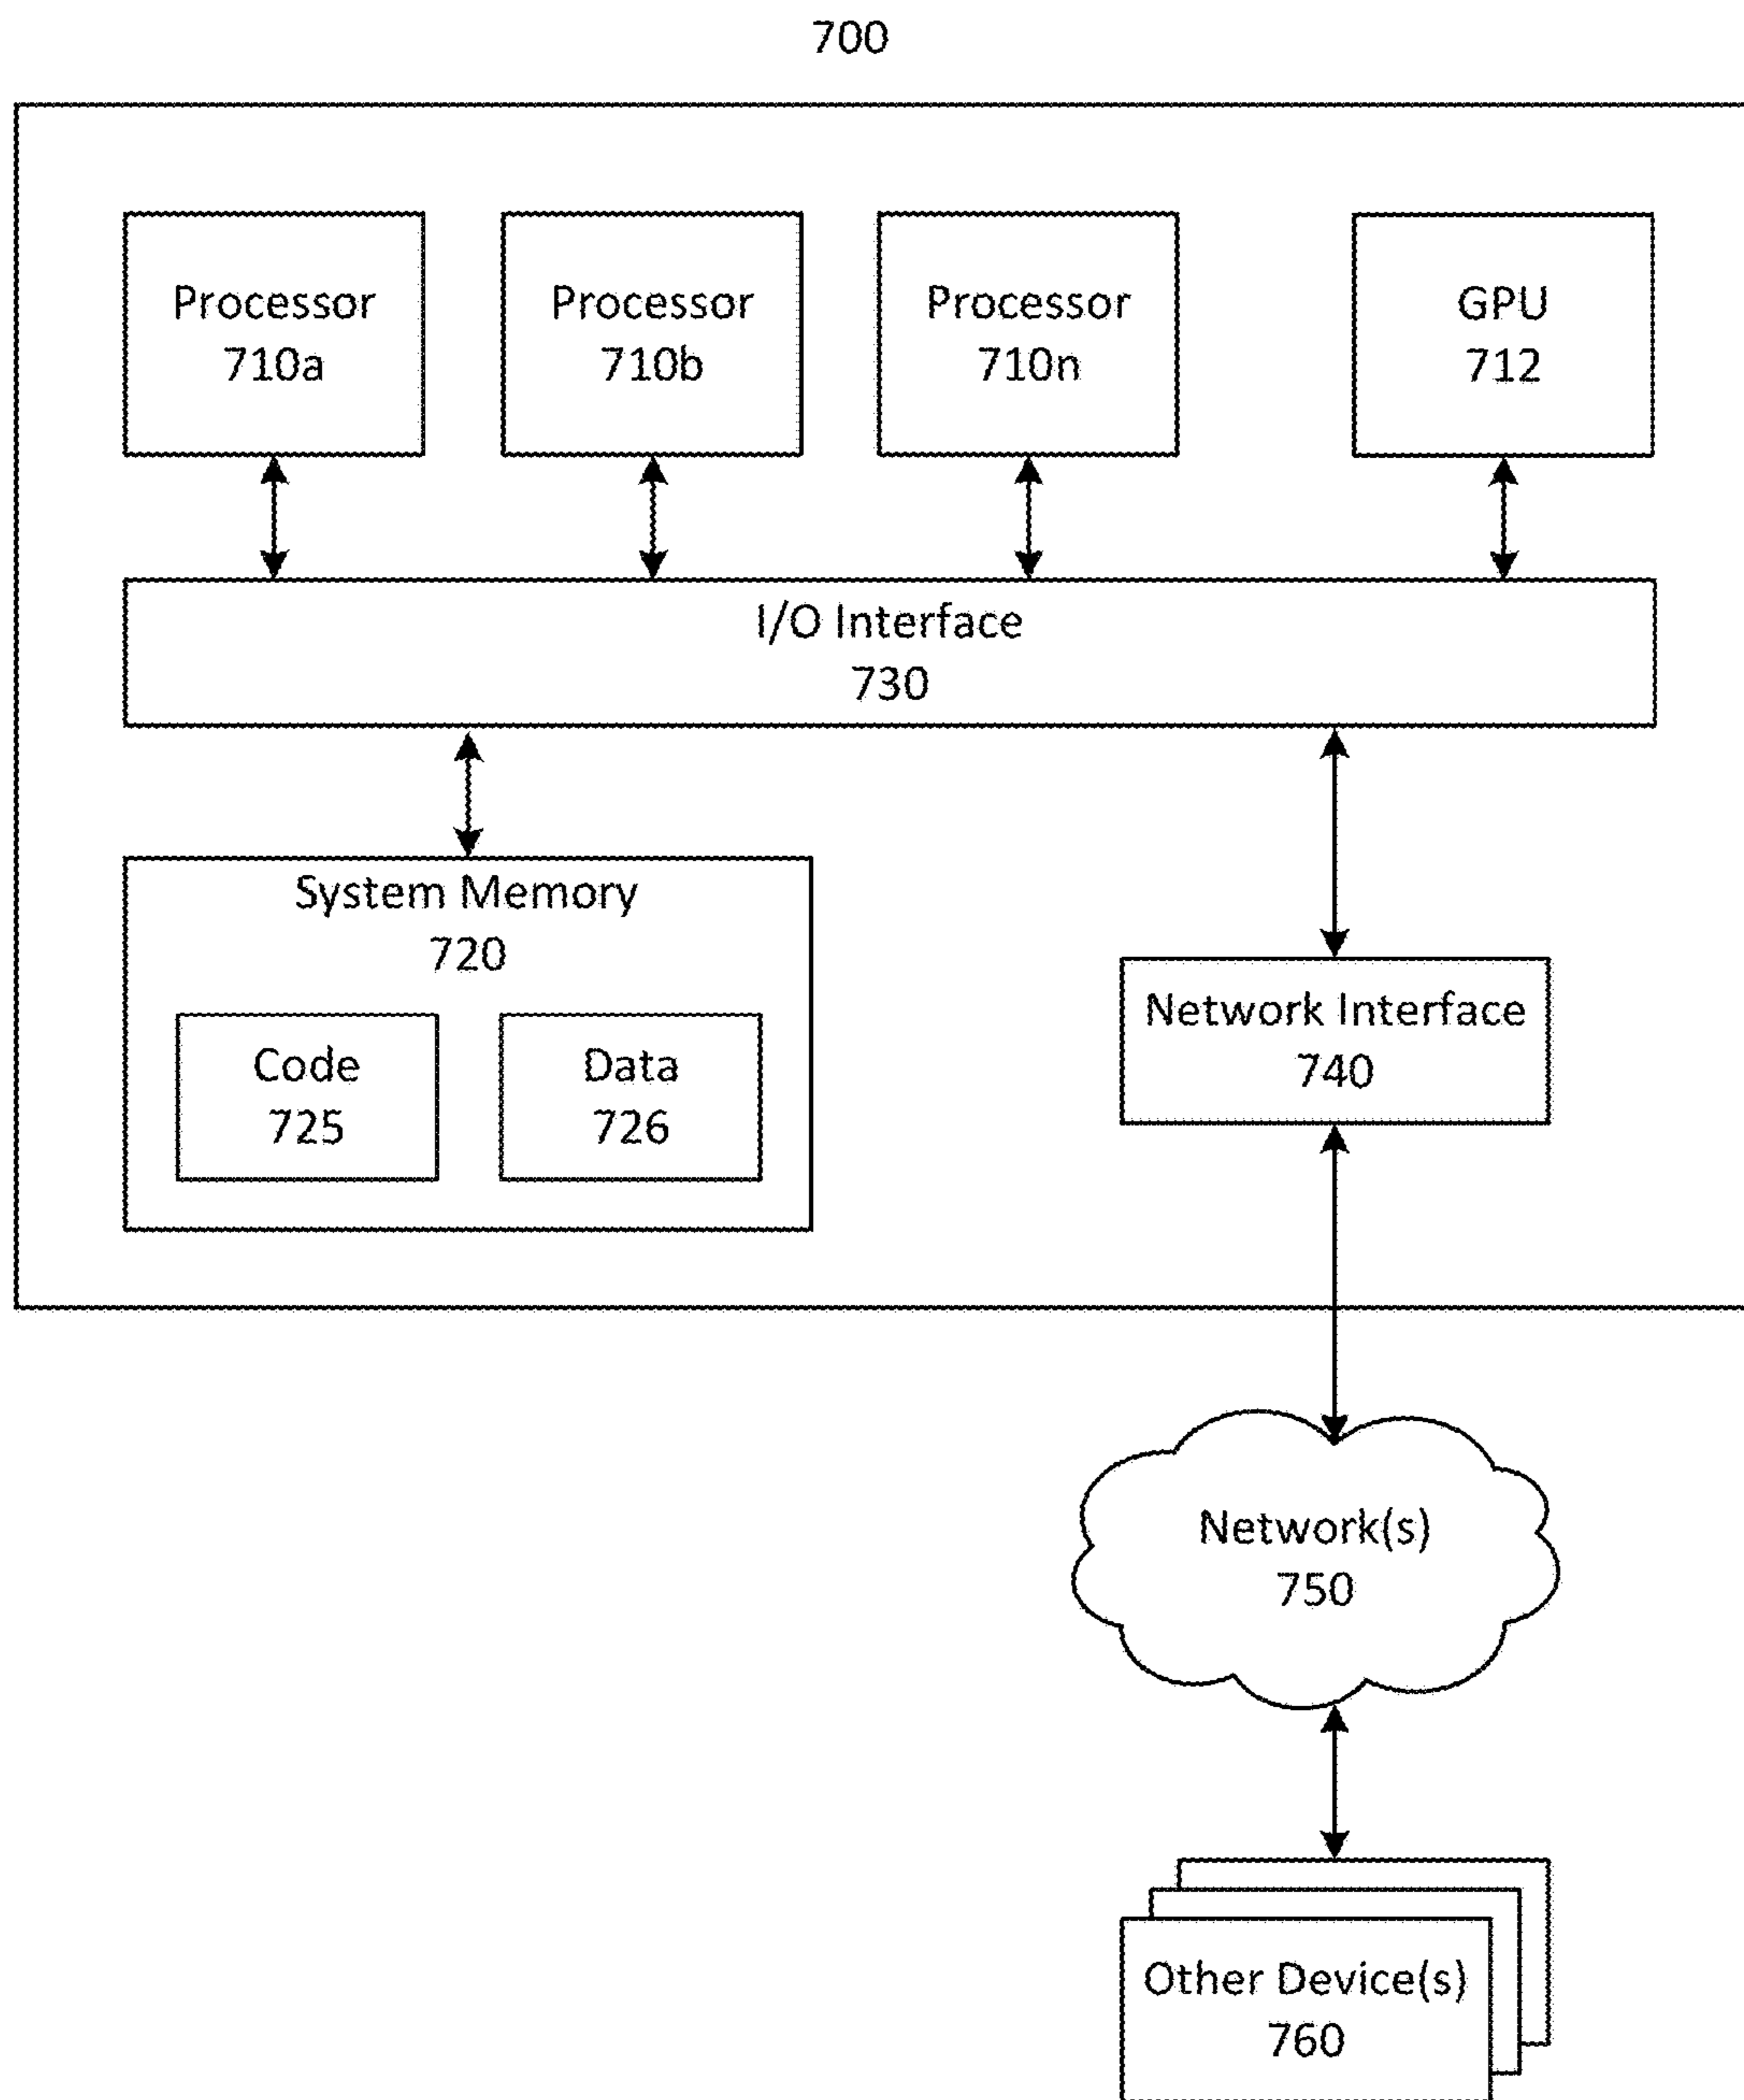 700
Processor
710a
Processor
710b
Processor
710n
GPU
712
I/O Interface
730
System Memory
720
Code
725
Data
726
Network Interface
740
Network(s)
750
Other Device(s)
760